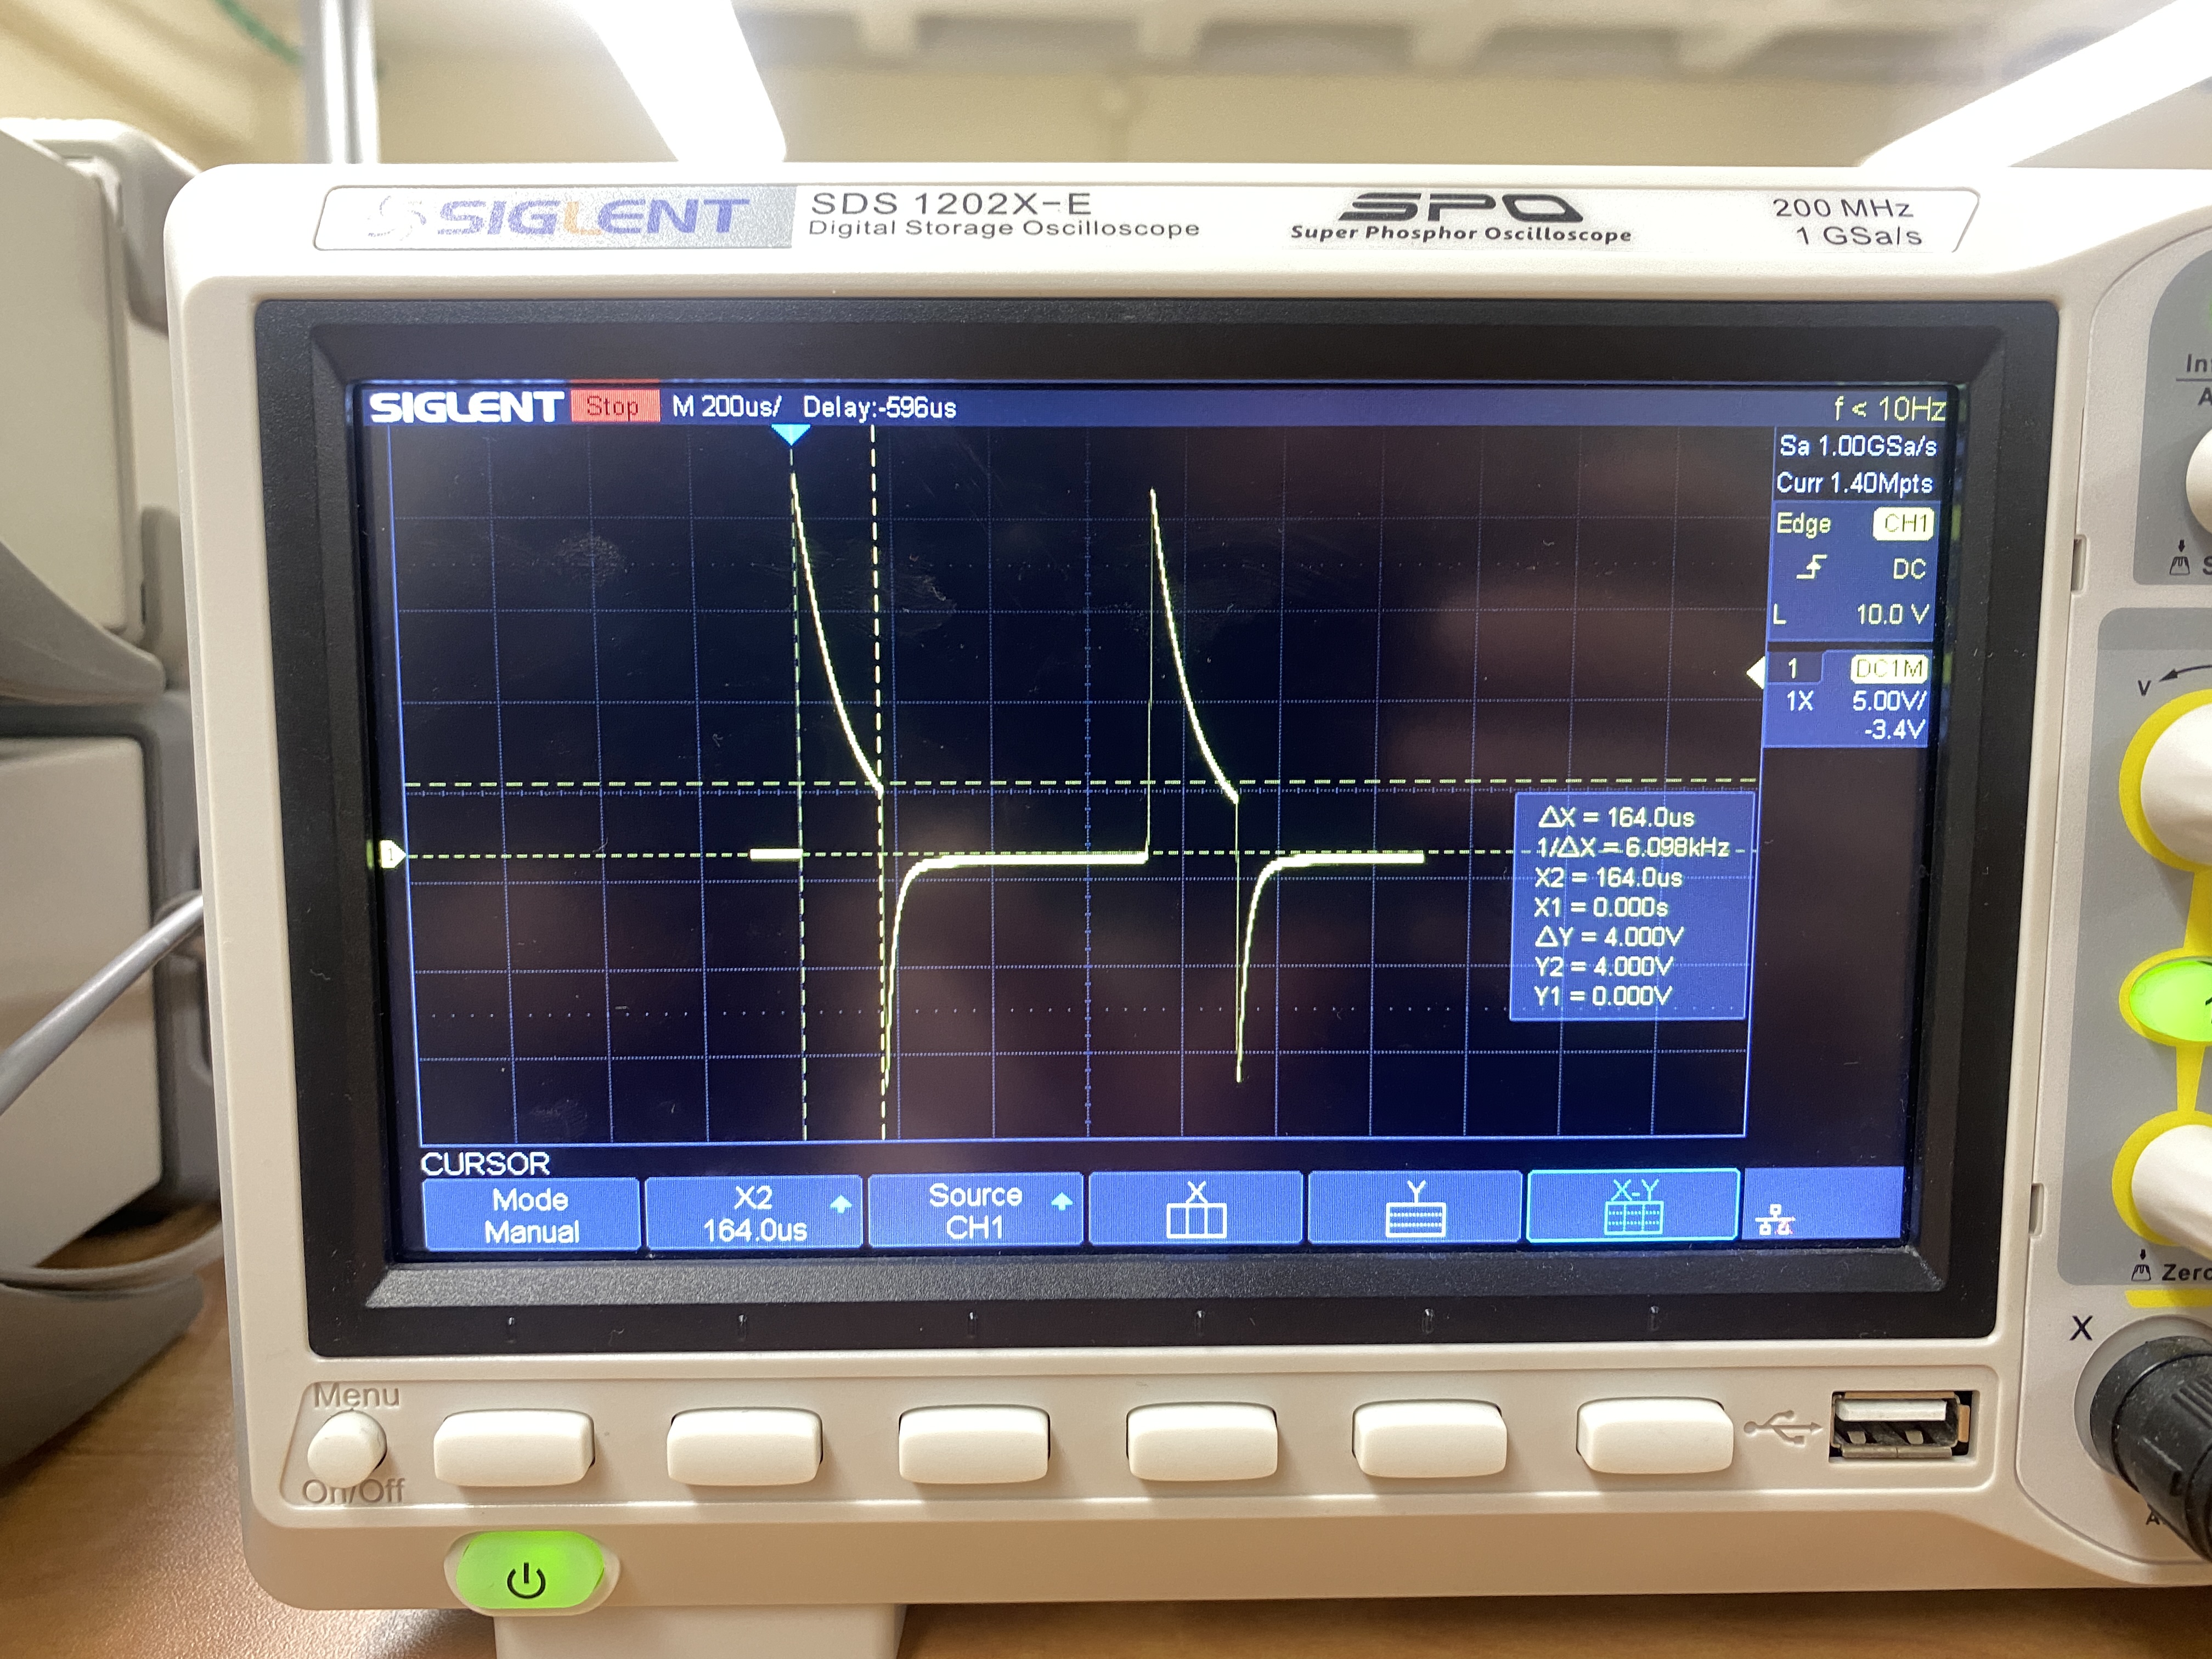 SIGLENT
SDS 1202X-E
Digital Storage Oscilloscope
SPO
Super Phosphor Oscilloscope
200 MHz
1 GSa/s
SIGLENT Stop M 200us/ Delay:-596us f < 10Hz
Sa 1.00GSa/s
Curr 1.40Mpts
Edge CH1
DC
L 10.0 V
1 DC1M
1X 5.00V/
-3.4V
1
ΔX = 164.0us
1/ΔX = 6.098kHz
X2 = 164.0us
X1 = 0.000s
ΔY = 4.000V
Y2 = 4.000V
Y1 = 0.000V
CURSOR
Mode
Manual
X2
164.0us
Source
CH1
X
Y
X-Y
Menu
On/Off
V
X